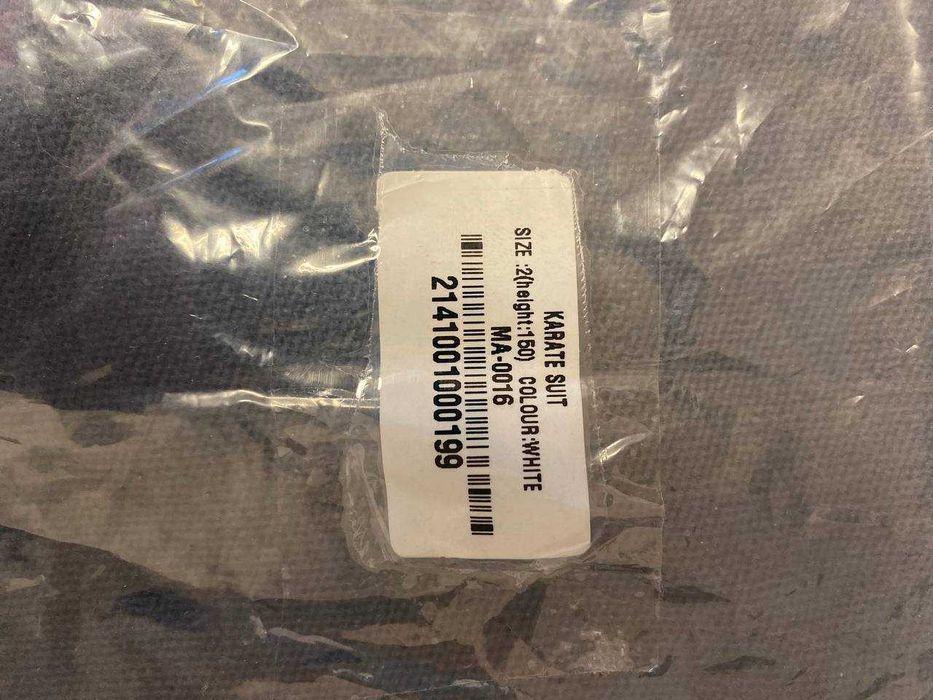 KARATE SUIT
SIZE :2(height:150) COLOUR:WHITE
MA-0016
2141001000199